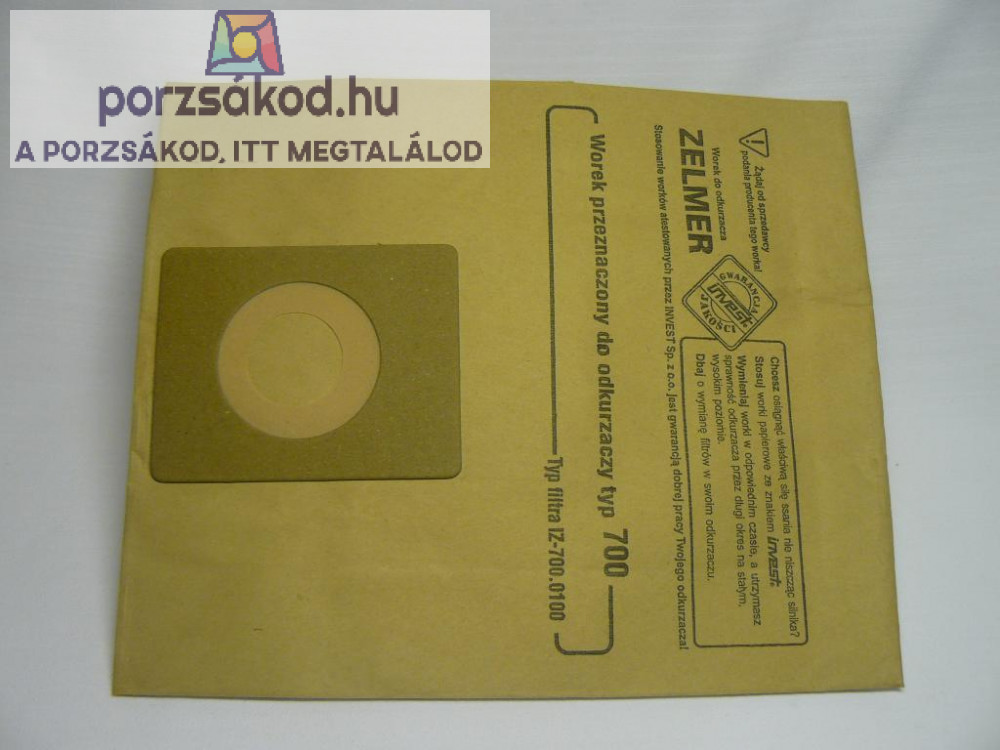 porzsákod.hu
A PORZSÁKOD, ITT MEGTALÁLOD
! Żądaj od sprzedawcy
podania producenta tego worka!
Worek do odkurzacza
ZELMER
Stosowanie worków atestowanych przez INVEST Sp. z o.o. jest gwarancją dobrej pracy Twojego odkurzacza!
GWARANCJA
invest
JAKOŚCI
Chcesz osiągnąć właściwą siłę ssania nie niszcząc silnika?
Stosuj worki papierowe ze znakiem invest.
Wymieniaj worki w odpowiednim czasie, a utrzymasz
sprawność odkurzacza przez długi okres na stałym,
wysokim poziomie.
Dbaj o wymianę filtrów w swoim odkurzaczu.
Worek przeznaczony do odkurzaczy typ 700
Typ filtra IZ-700.0100